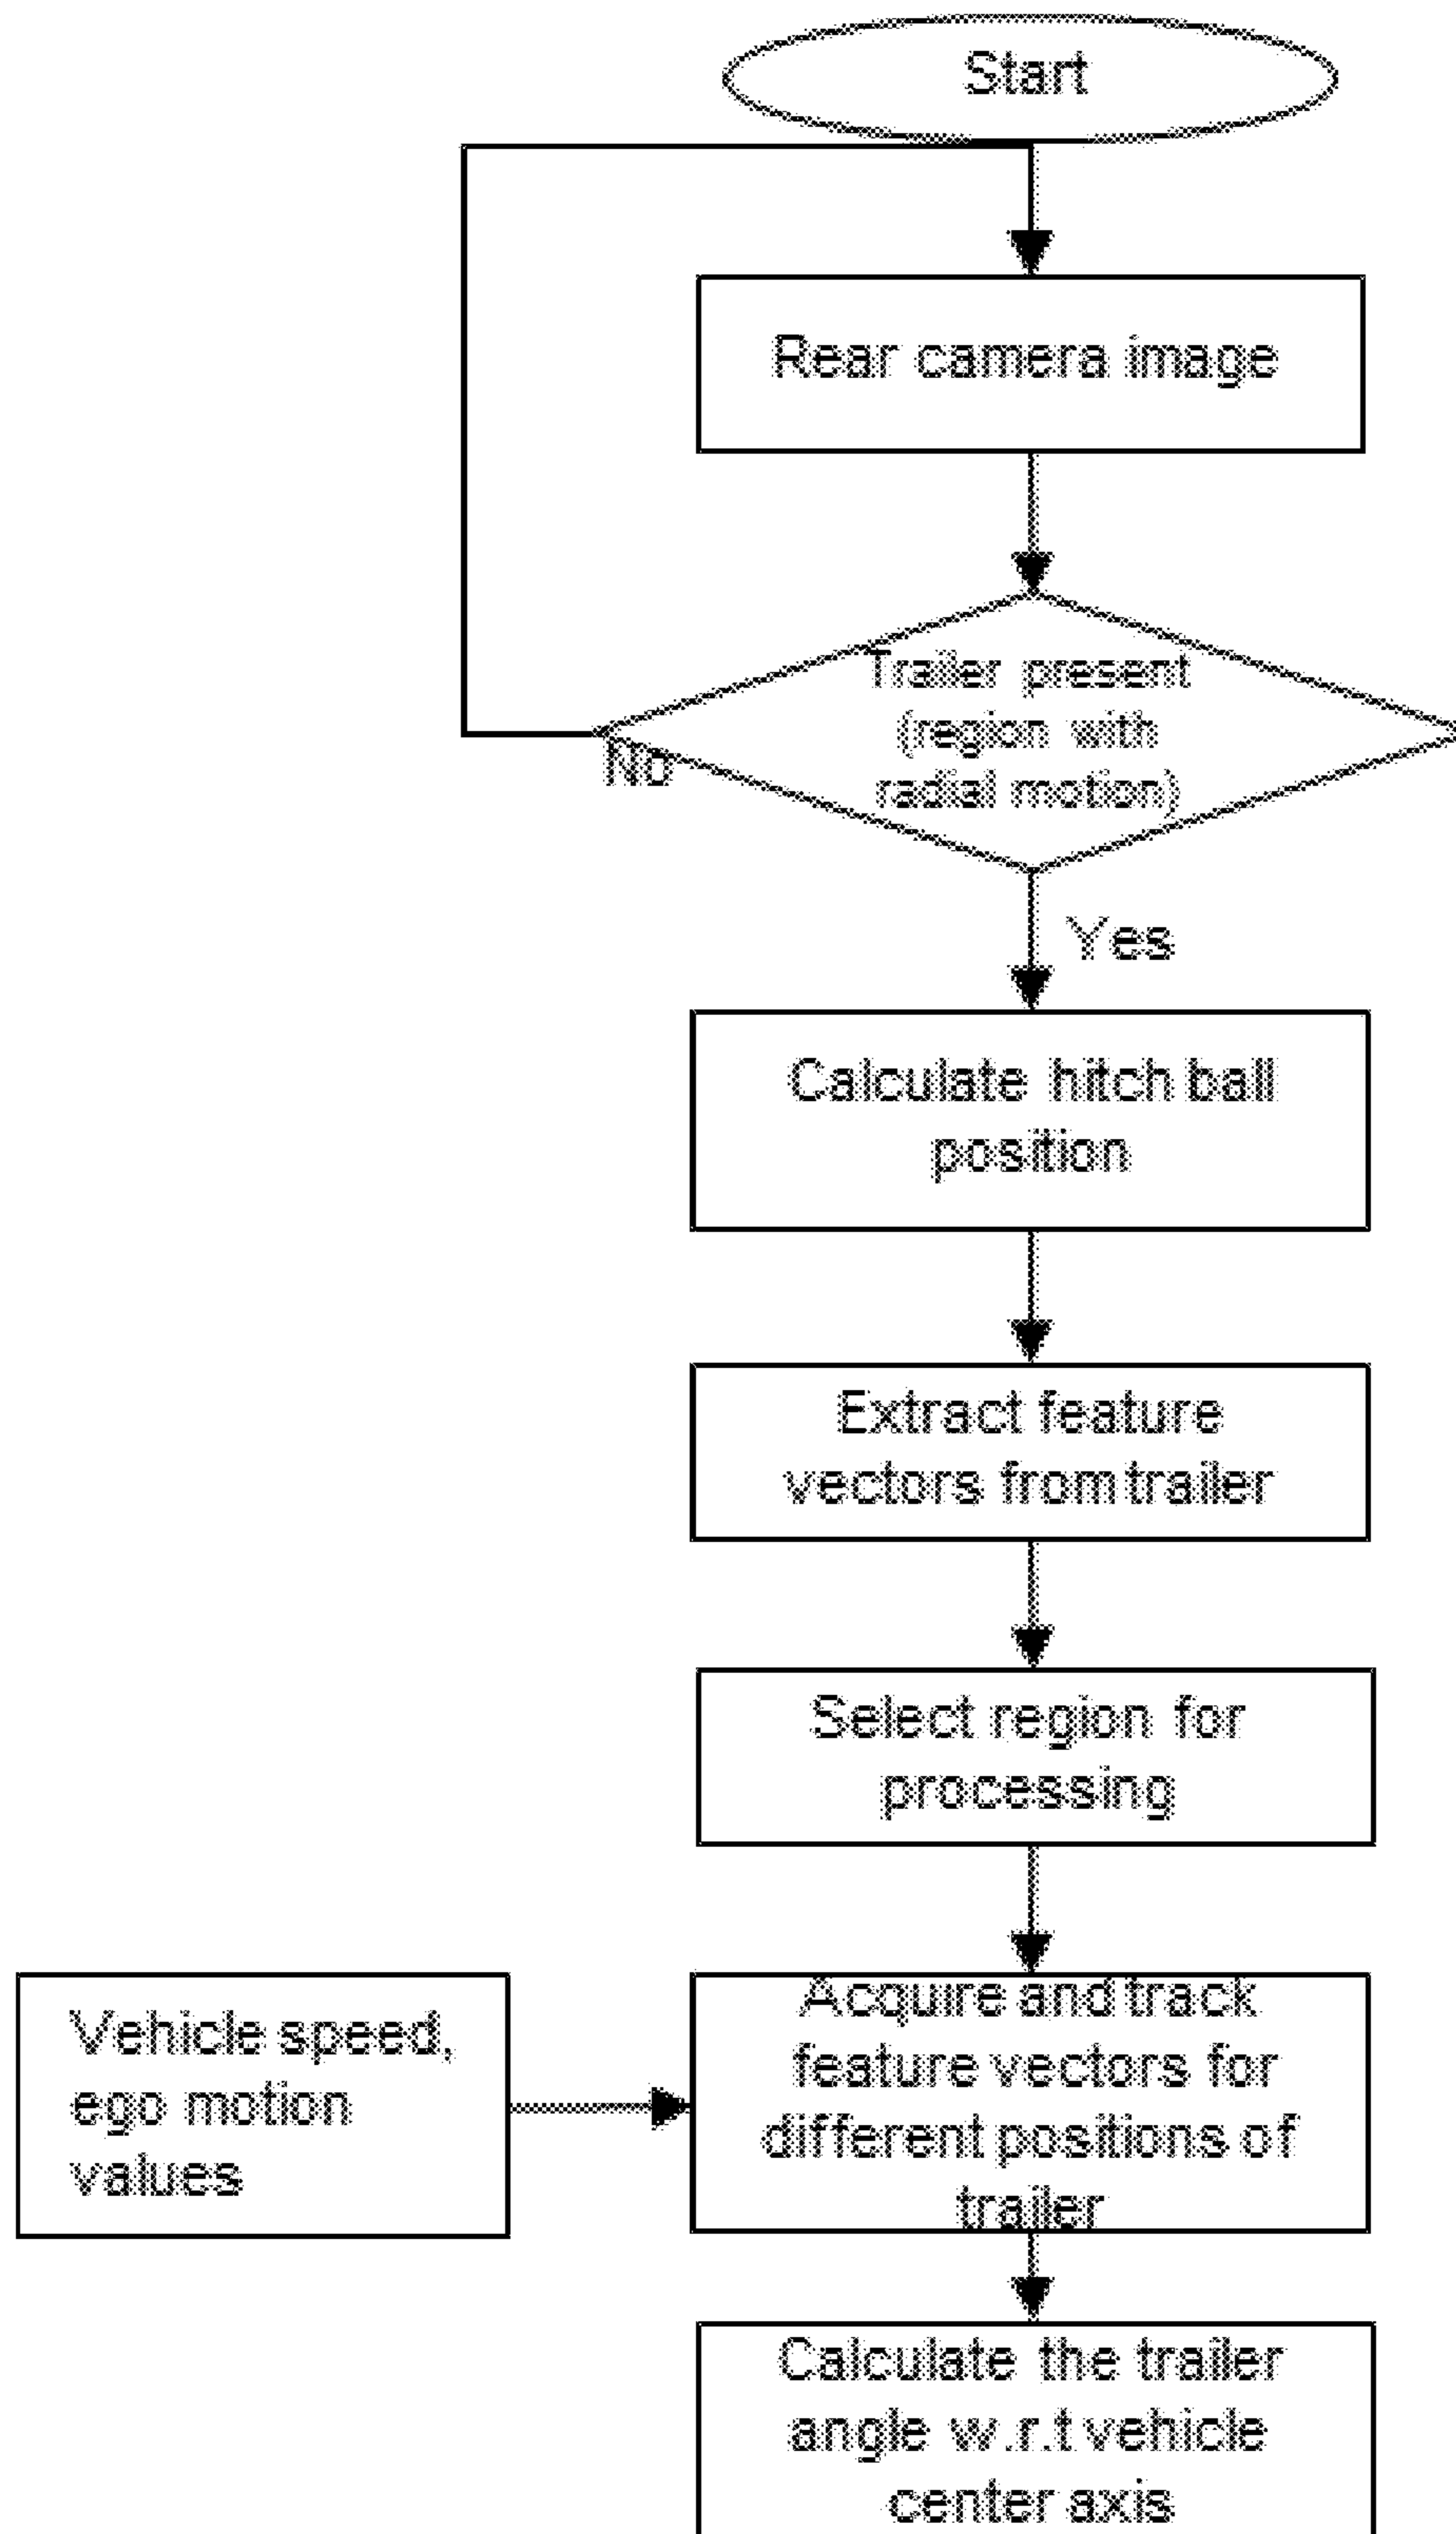 Start
Rear camera image
Trailer present
(region with
radial motion)
No
Yes
Calculate hitch ball
position
Extract feature
vectors from trailer
Select region for
processing
Vehicle speed,
ego motion
values
Acquire and track
feature vectors for
different positions of
trailer
Calculate the trailer
angle w.r.t vehicle
center axis